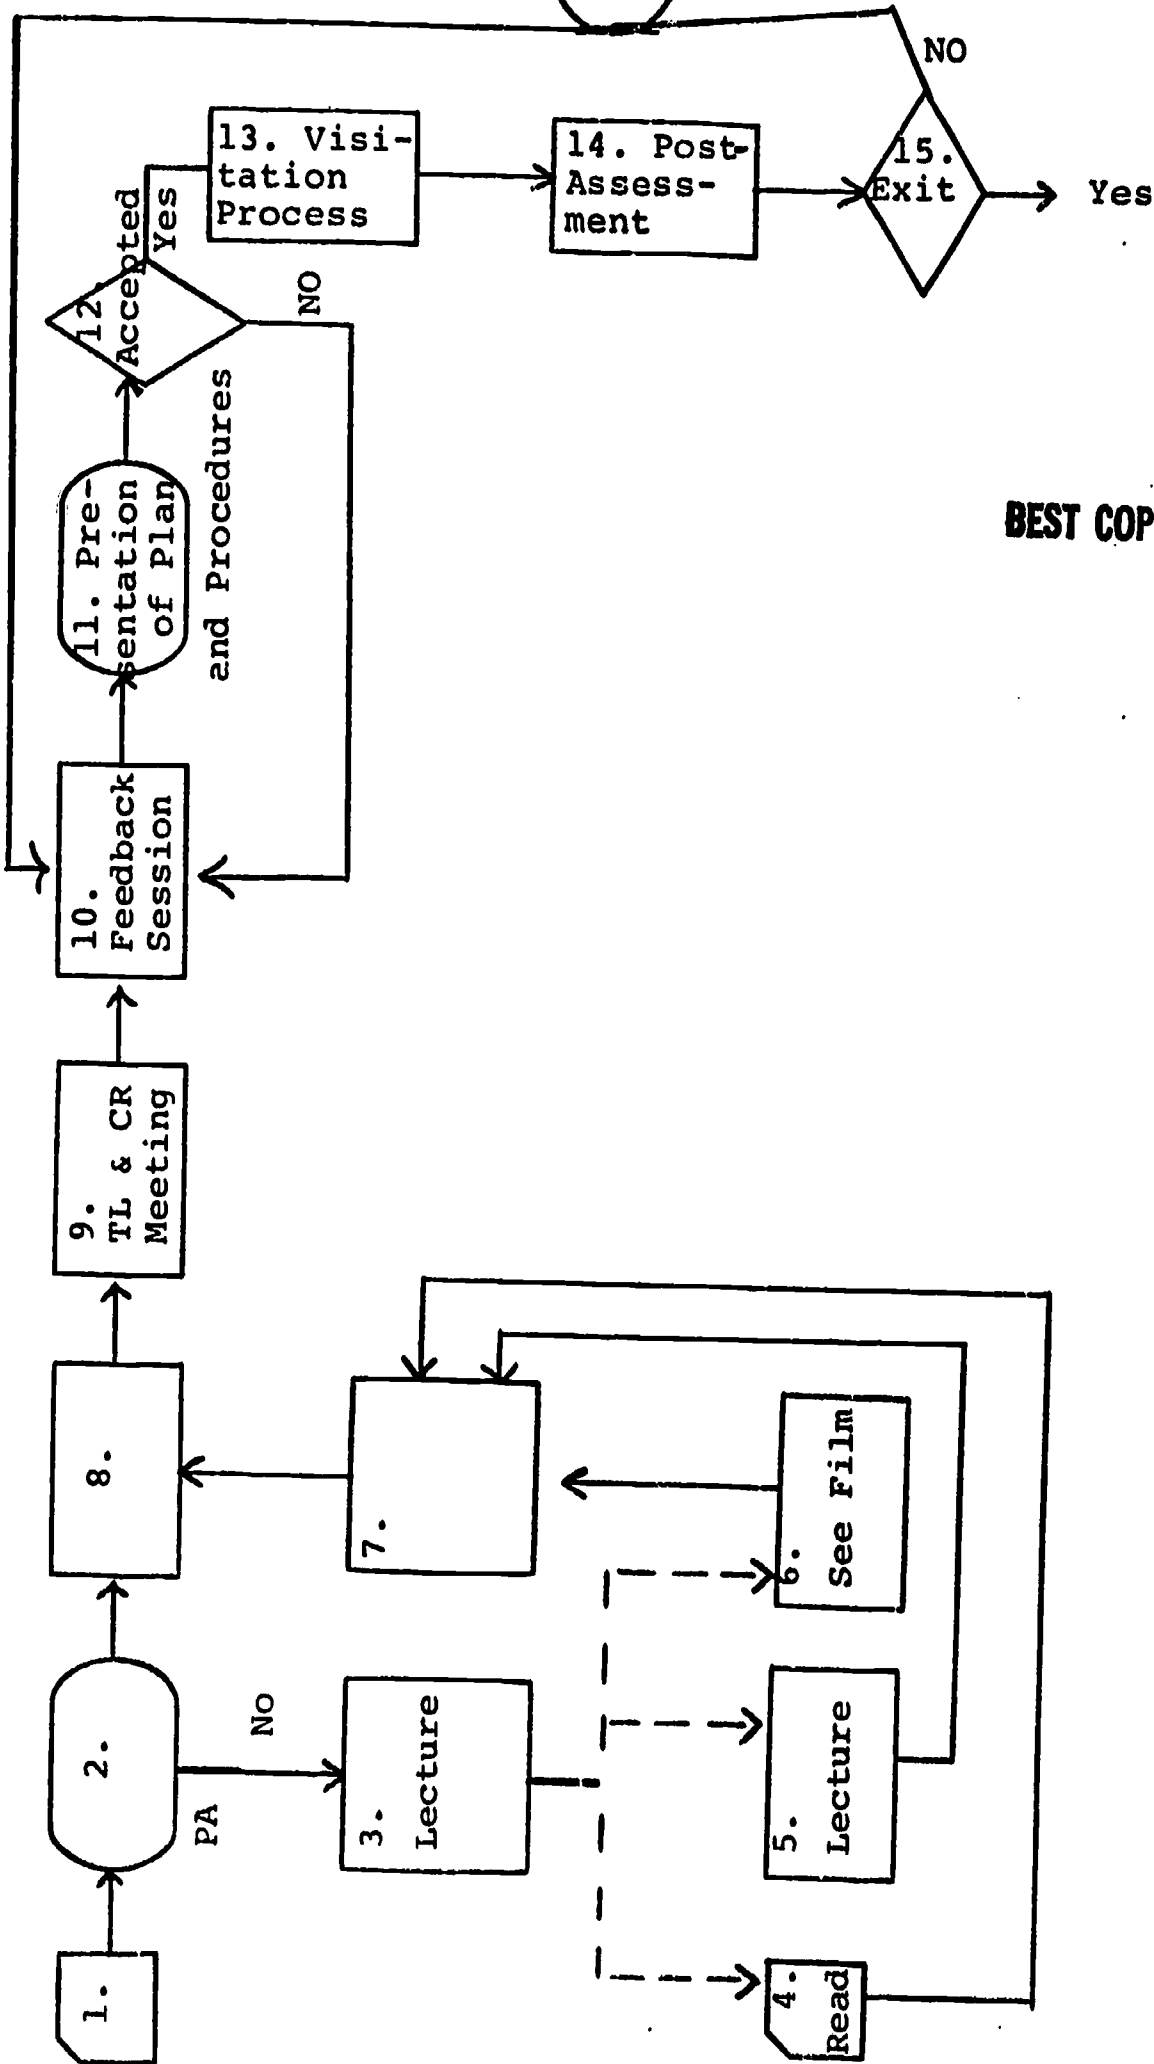 1.
2.
PA
No
3.
Lecture
4.
Read
5.
Lecture
6.
See Film
7.
8.
9.
TL & CR
Meeting
10.
Feedback
Session
11. Pre-
sentation
of Plan
and Procedures
12.
Accepted
Yes
NO
13. Visi-
tation
Process
14. Post-
Assess-
ment
15.
Exit
NO
Yes
BEST COP